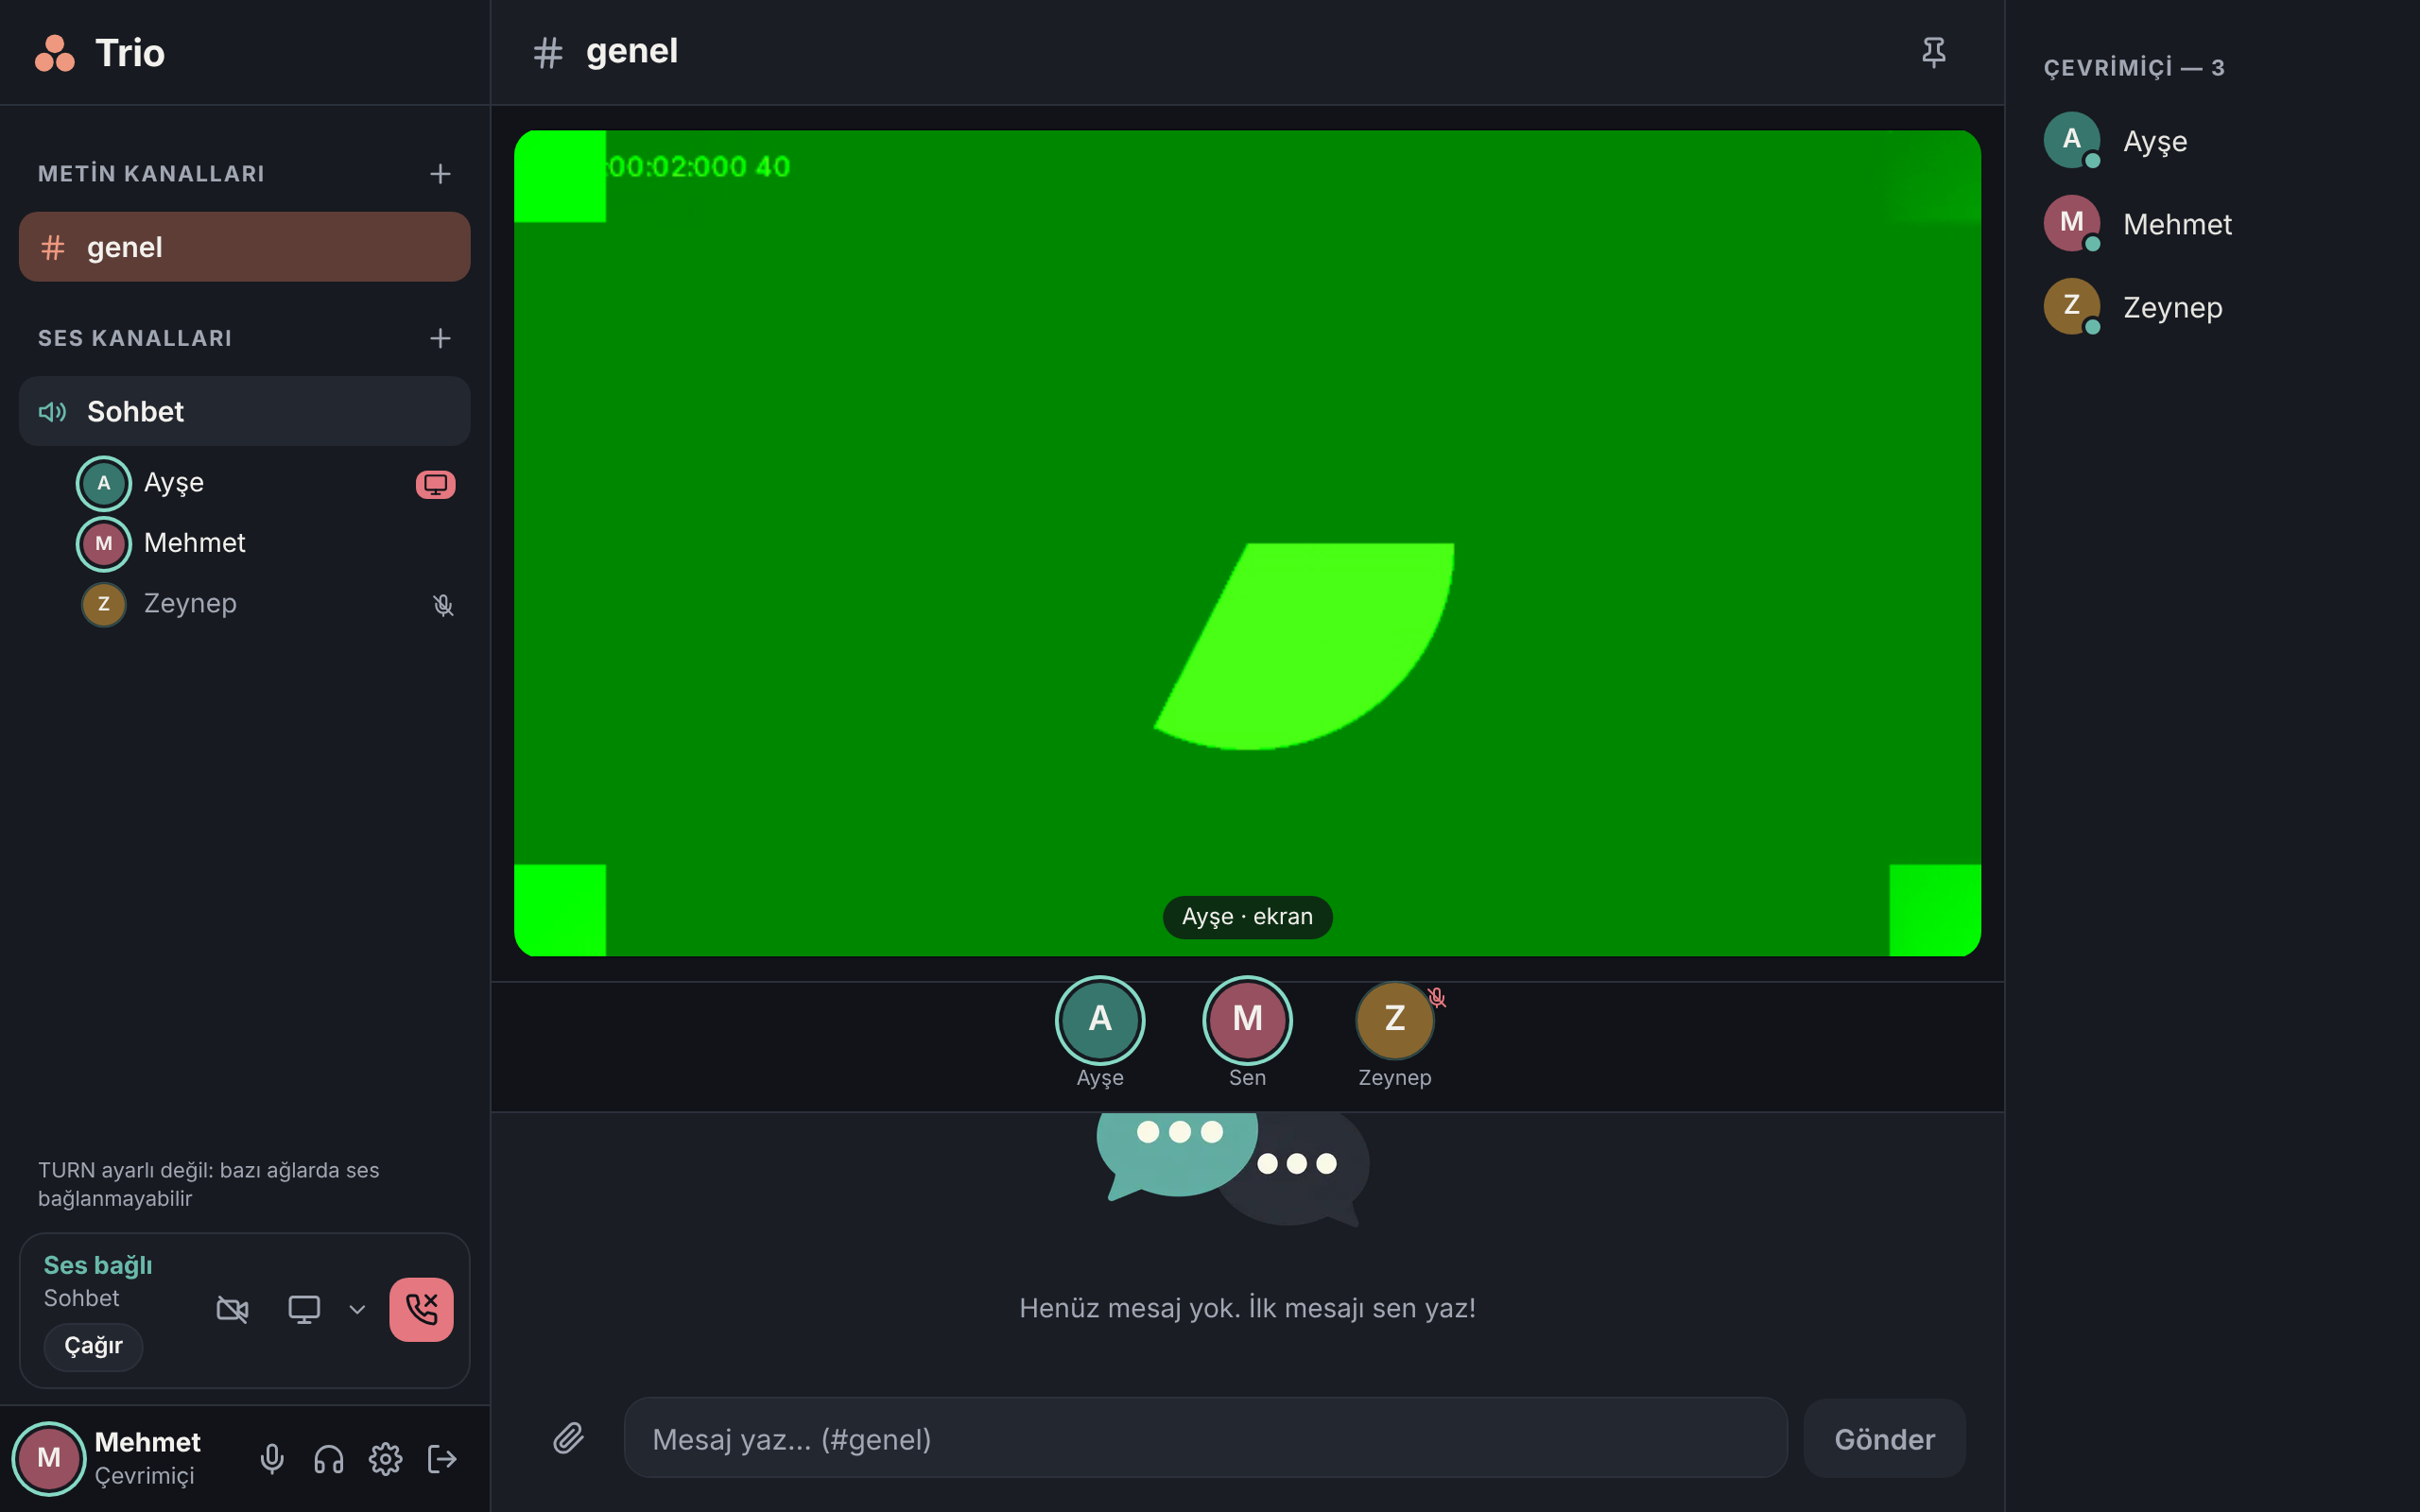 Trio
METİN KANALLARI
# genel
SES KANALLARI
Sohbet
A Ayşe
M Mehmet
Z Zeynep
TURN ayarlı değil: bazı ağlarda ses
bağlanmayabilir
Ses bağlı
Sohbet
Çağır
M Mehmet
Çevrimiçi
# genel
:00:02:000 40
Ayşe · ekran
A M Z
Ayşe Sen Zeynep
Henüz mesaj yok. İlk mesajı sen yaz!
Mesaj yaz... (#genel)
Gönder
ÇEVRİMİÇİ — 3
A Ayşe
M Mehmet
Z Zeynep